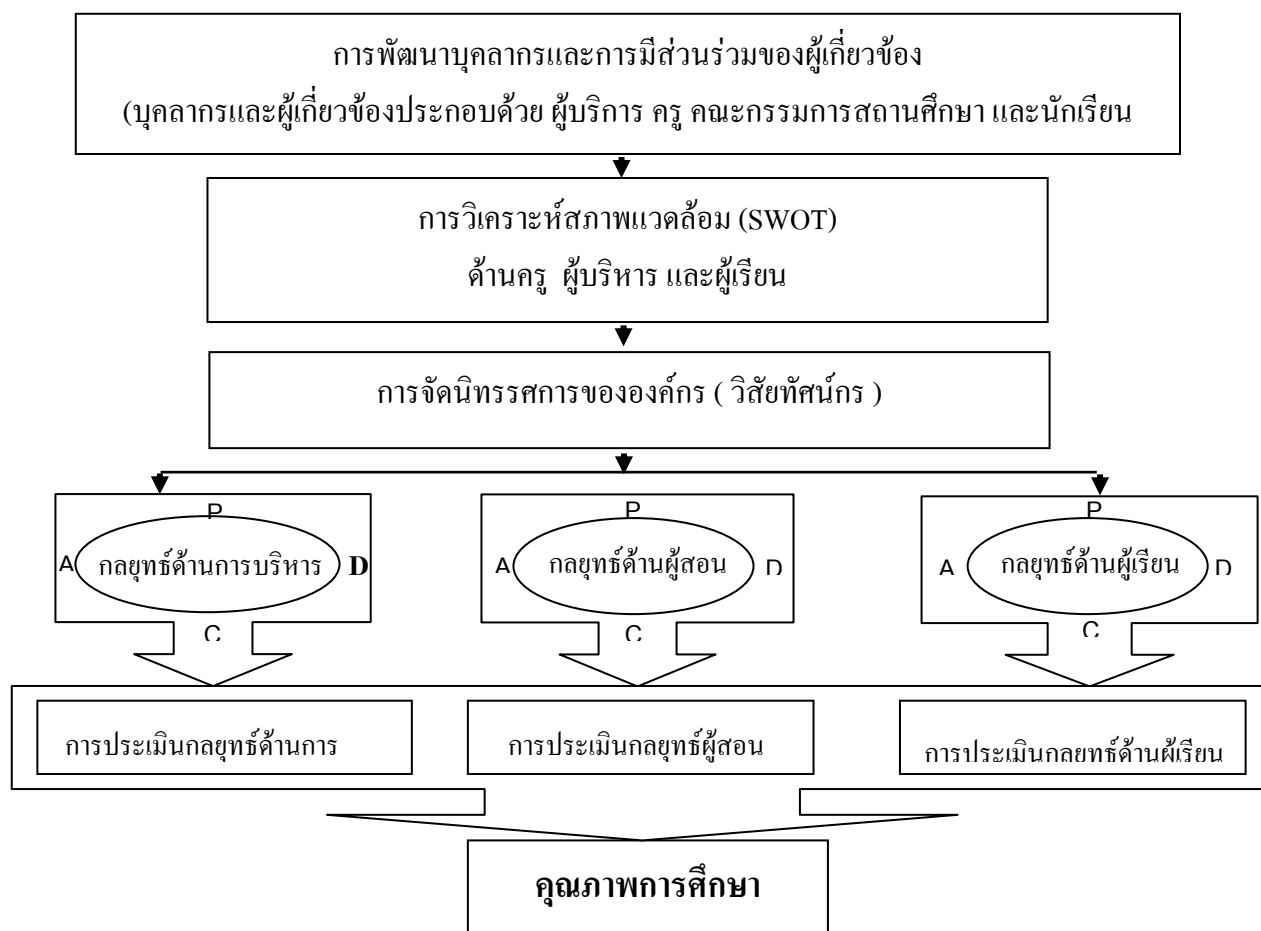 การพัฒนาบุคลากรและการมีส่วนร่วมของผู้เกี่ยวข้อง
(บุคลากรและผู้เกี่ยวข้องประกอบด้วย ผู้บริการ ครู คณะกรรมการสถานศึกษา และนักเรียน
การวิเคราะห์สภาพแวดล้อม (SWOT)
ด้านครู ผู้บริหาร และผู้เรียน
การจัดนิทรรศการขององค์กร ( วิสัยทัศน์กร )
P
A กลยุทธ์ด้านการบริหาร D
C
P
A กลยุทธ์ด้านผู้สอน D
C
P
A กลยุทธ์ด้านผู้เรียน D
C
การประเมินกลยุทธ์ด้านการ
การประเมินกลยุทธ์ผู้สอน
การประเมินกลยุทธ์ด้านผู้เรียน
คุณภาพการศึกษา